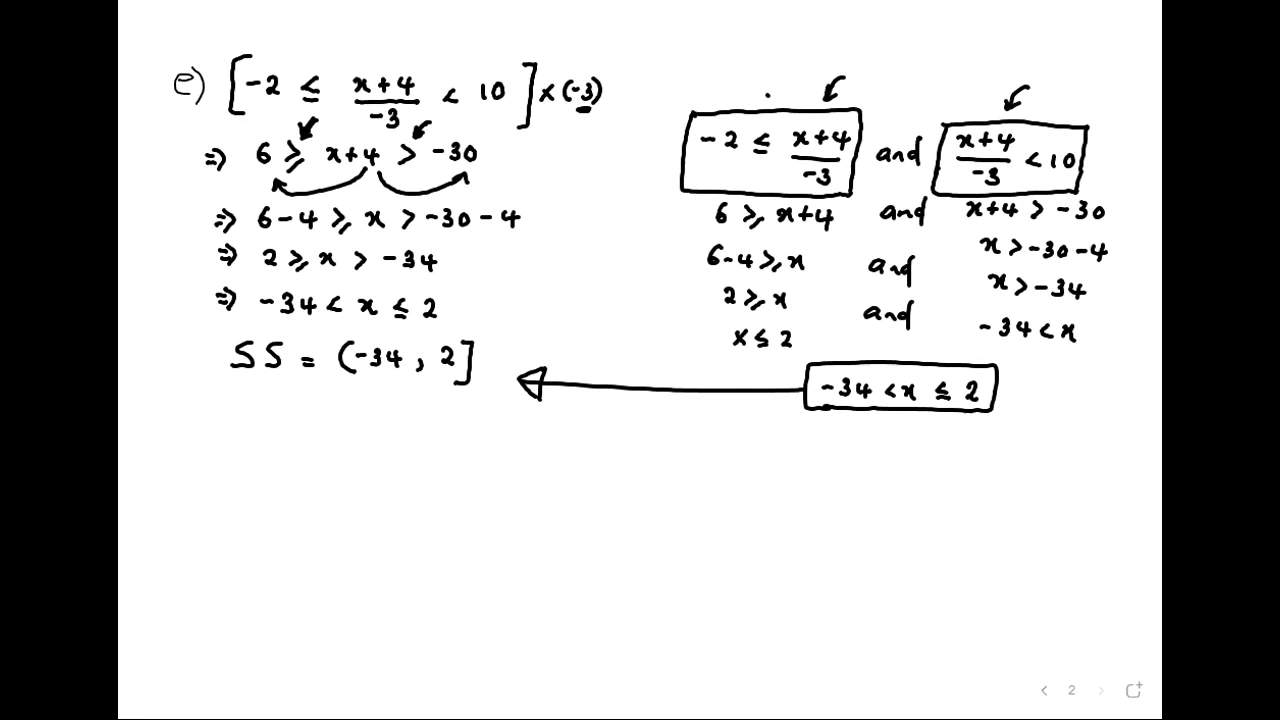 e) [-2 ≤ (x+4)/-3 < 10] × (-3)
⇒ 6 ≥ x+4 > -30
⇒ 6-4 ≥ x > -30-4
⇒ 2 ≥ x > -34
⇒ -34 < x ≤ 2
SS = (-34, 2]
-2 ≤ (x+4)/-3 and (x+4)/-3 < 10
6 ≥ x+4 and x+4 > -30
6-4 ≥ x and x > -30-4
2 ≥ x and x > -34
x ≤ 2 -34 < x
-34 < x ≤ 2
2